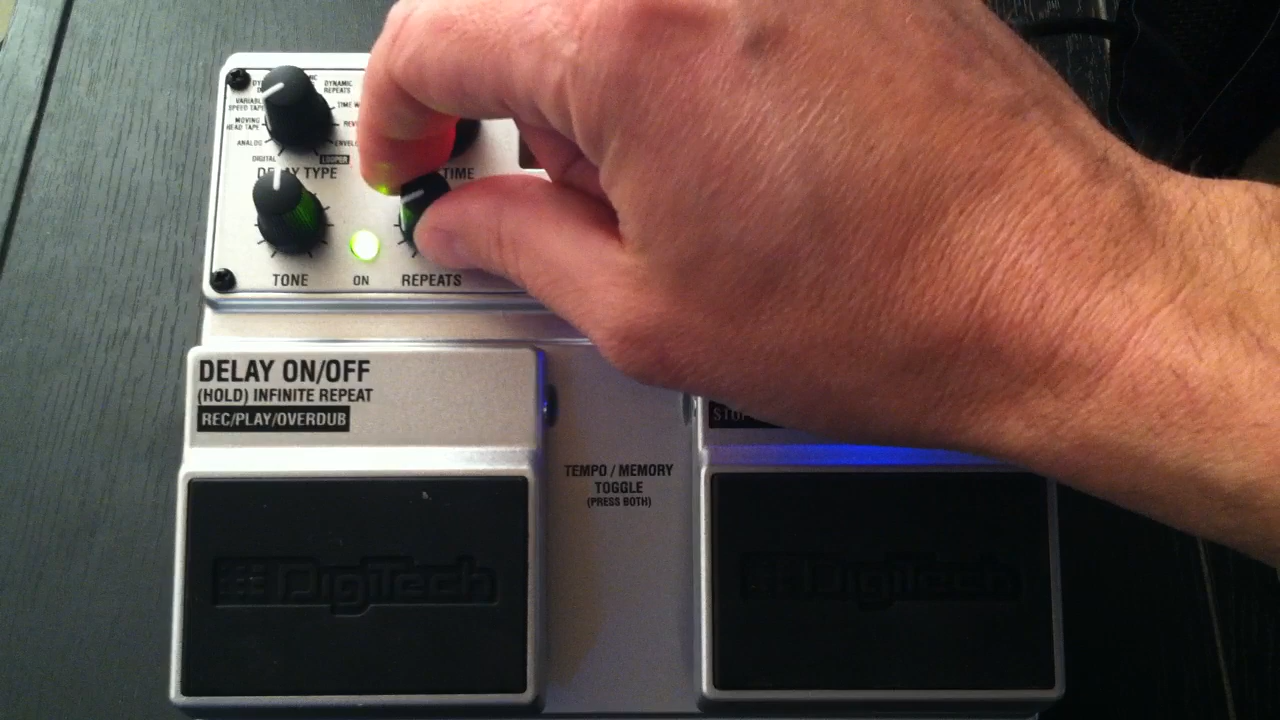 DYNAMIC
REPEATS
VARIABLE
SPEED TAPE
TIME
MOVING
HEAD TAPE
ANALOG
DIGITAL
LOOPER
DELAY TYPE
TIME
TONE
ON
REPEATS
DELAY ON/OFF
(HOLD) INFINITE REPEAT
REC/PLAY/OVERDUB
TEMPO / MEMORY
TOGGLE
(PRESS BOTH)
DigiTech
DigiTech